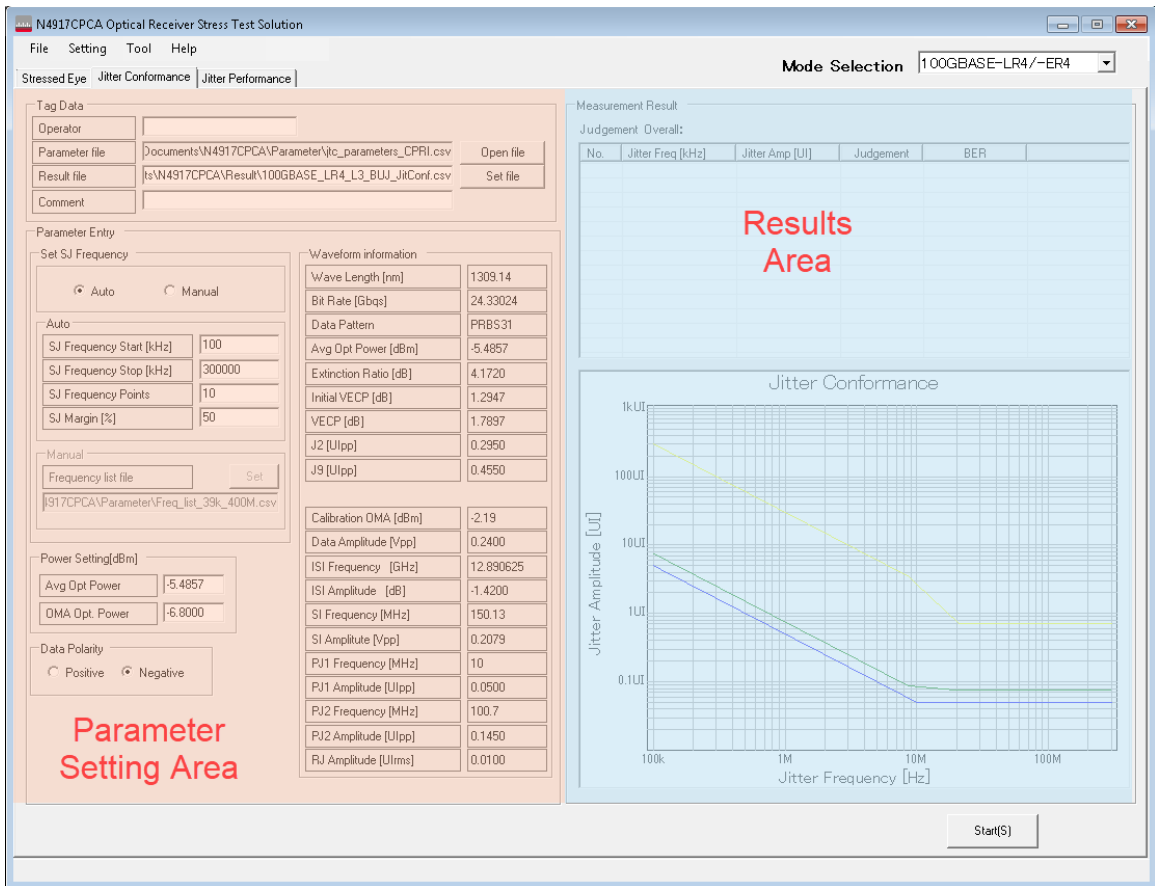 N4917CPCA Optical Receiver Stress Test Solution
File Setting Tool Help
Mode Selection 100GBASE-LR4/-ER4
Stressed Eye Jitter Conformance Jitter Performance
Tag Data
Operator
Parameter file Documents\N4917CPCA\Parameter\jtc_parameters_CPRI.csv Open file
Result file ts\N4917CPCA\Result\100GBASE_LR4_L3_BUJ_JitConf.csv Set file
Comment
Parameter Entry
Set SJ Frequency
Auto Manual
Auto
SJ Frequency Start [kHz] 100
SJ Frequency Stop [kHz] 300000
SJ Frequency Points 10
SJ Margin [%] 50
Manual
Frequency list file Set
4917CPCA\Parameter\Freq_list_39k_400M.csv
Power Setting[dBm]
Avg Opt Power -5.4857
OMA Opt. Power -6.8000
Data Polarity
Positive Negative
Parameter
Setting Area
Waveform information
Wave Length [nm] 1309.14
Bit Rate [Gbqs] 24.33024
Data Pattern PRBS31
Avg Opt Power [dBm] -5.4857
Extinction Ratio [dB] 4.1720
Initial VECP [dB] 1.2947
VECP [dB] 1.7897
J2 [UIpp] 0.2950
J9 [UIpp] 0.4550
Calibration OMA [dBm] -2.19
Data Amplitude [Vpp] 0.2400
ISI Frequency [GHz] 12.890625
ISI Amplitude [dB] -1.4200
SI Frequency [MHz] 150.13
SI Amplitute [Vpp] 0.2079
PJ1 Frequency [MHz] 10
PJ1 Amplitude [UIpp] 0.0500
PJ2 Frequency [MHz] 100.7
PJ2 Amplitude [UIpp] 0.1450
RJ Amplitude [UIrms] 0.0100
Measurement Result
Judgement Overall:
No. Jitter Freq [kHz] Jitter Amp [UI] Judgement BER
Results
Area
Jitter Conformance
Jitter Amplitude [UI]
1kUI
100UI
10UI
1UI
0.1UI
100k 1M 10M 100M
Jitter Frequency [Hz]
Start(S)